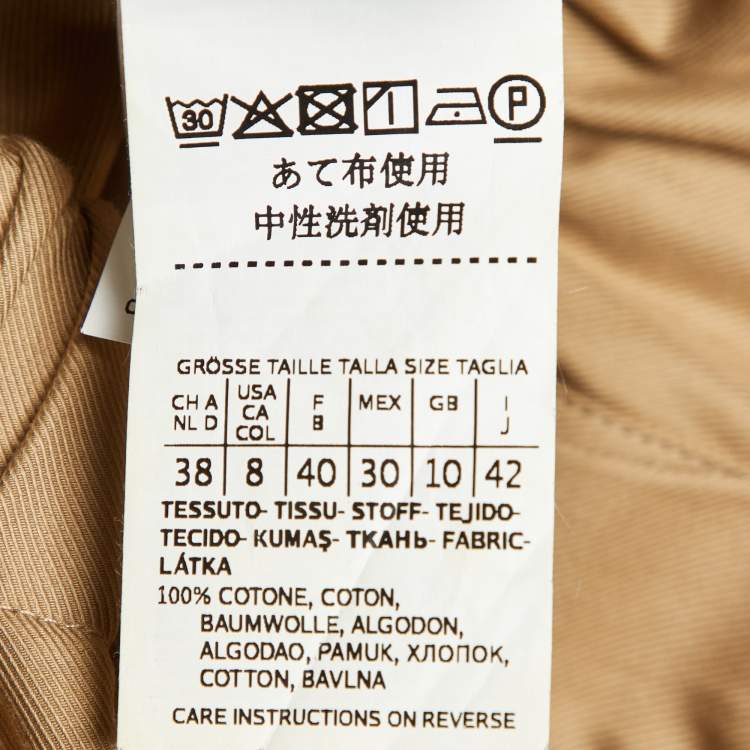 30 P
あて布使用
中性洗剤使用
GRÖSSE TAILLE TALLA SIZE TAGLIA
CH A NL D USA CA COL F B MEX GB I J
38 8 40 30 10 42
TESSUTO- TISSU- STOFF- TEJIDO-
TECIDO- KUMAŞ- ТКАНЬ- FABRIC-
LÁTKA
100% COTONE, COTON,
BAUMWOLLE, ALGODON,
ALGODAO, PAMUK, ХЛОПОК,
COTTON, BAVLNA
CARE INSTRUCTIONS ON REVERSE